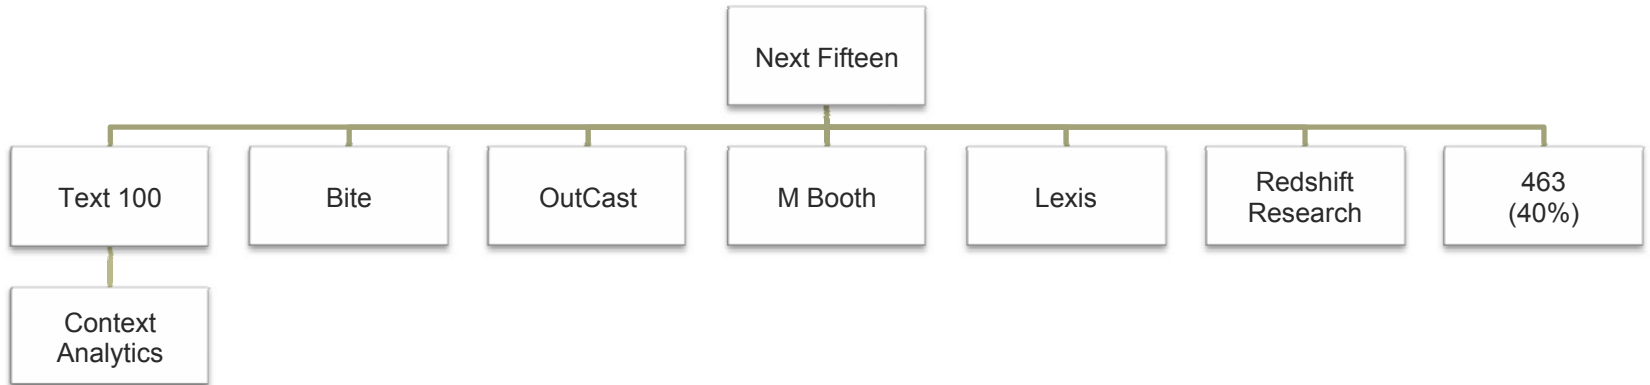 Next Fifteen
Text 100
Bite
OutCast
M Booth
Lexis
Redshift
Research
463
(40%)
Context
Analytics